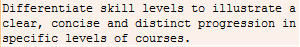 Differentiate skill levels to illustrate a
clear, concise and distinct progression in
specific levels of courses.